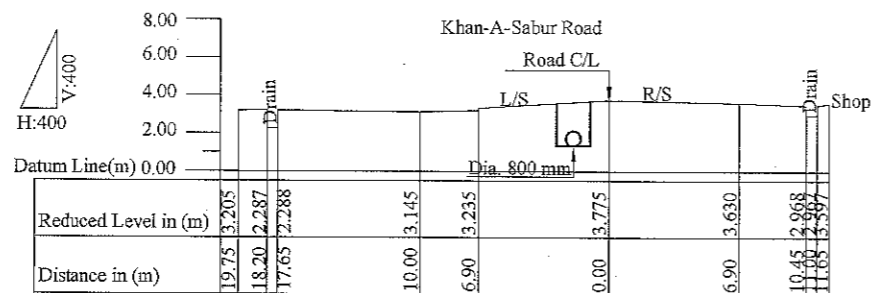 8.00
Khan-A-Sabur Road
6.00
Road C/L
V:400
Drain
4.00
L/S
R/S
Drain
Shop
H:400
2.00
Datum Line(m) 0.00
Dia. 800 mm
Reduced Level in (m) 3.205 2.287 2.288 3.145 3.235 3.775 3.630 2.968 3.597
Distance in (m) 19.75 18.20 17.65 10.00 6.90 0.00 6.90 10.45 11.00 11.65